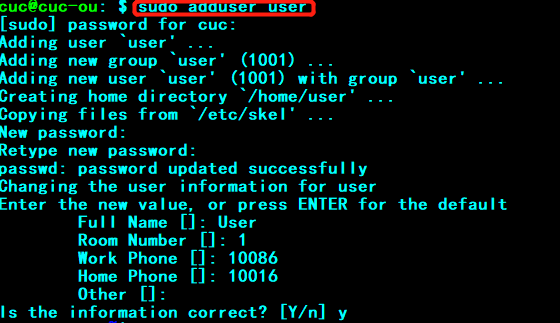 cuc@cuc-ou: $ sudo adduser user
[sudo] password for cuc:
Adding user `user' ...
Adding new group `user' (1001) ...
Adding new user `user' (1001) with group `user' ...
Creating home directory `/home/user' ...
Copying files from `/etc/skel' ...
New password:
Retype new password:
passwd: password updated successfully
Changing the user information for user
Enter the new value, or press ENTER for the default
Full Name []: User
Room Number []: 1
Work Phone []: 10086
Home Phone []: 10016
Other []:
Is the information correct? [Y/n] y